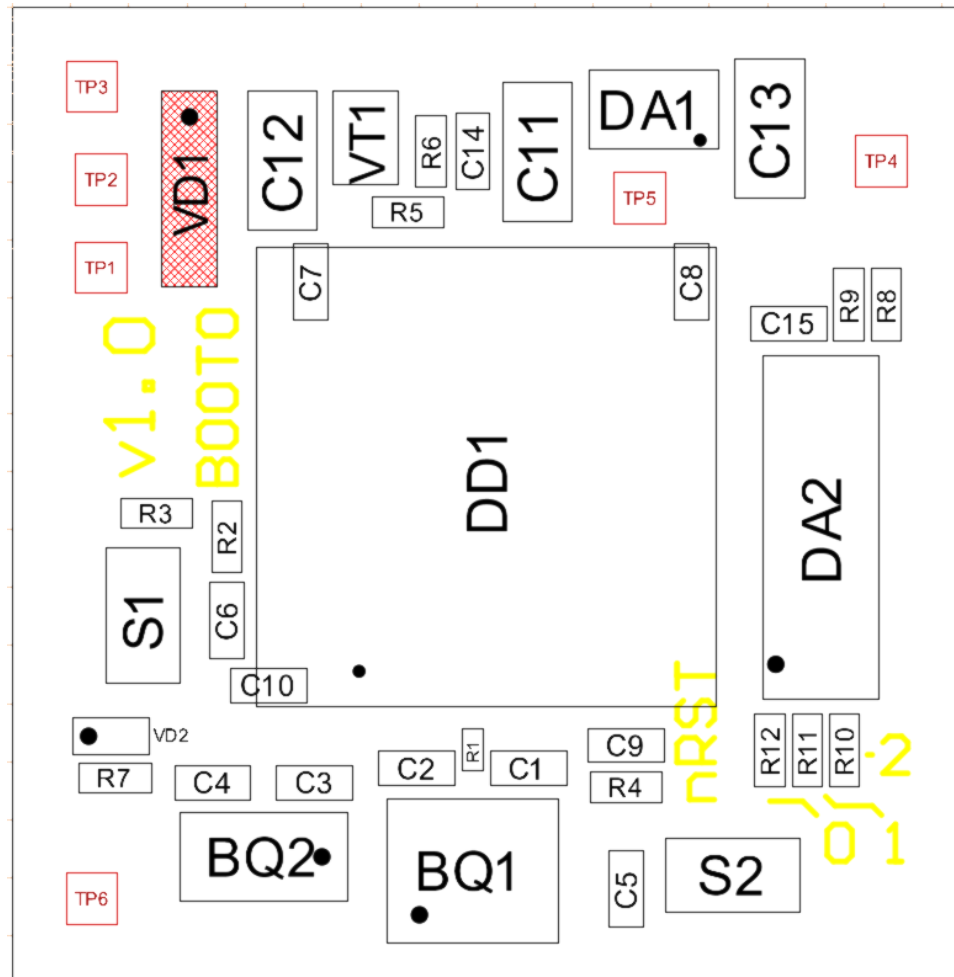 TP3
VD1
C12
VT1
R6
C14
C11
DA1
C13
TP4
TP2
TP5
R5
TP1
C7
C8
C15
R9
R8
v1.0
BOOT0
DD1
DA2
R3
R2
S1
C6
C10
nRST
VD2
R7
C4
C3
C2
R1
C1
C9
R4
R12
R11
R10
-2
0
1
BQ2
BQ1
C5
S2
TP6